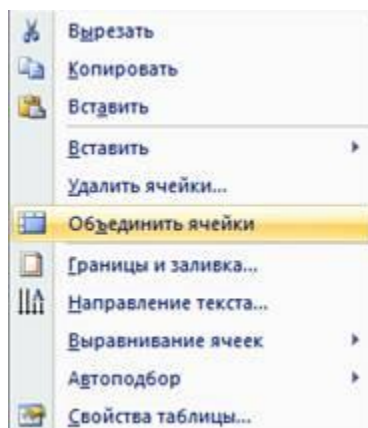 Вырезать
Копировать
Вставить
Вставить
Удалить ячейки...
Объединить ячейки
Границы и заливка...
Направление текста...
Выравнивание ячеек
Автоподбор
Свойства таблицы...